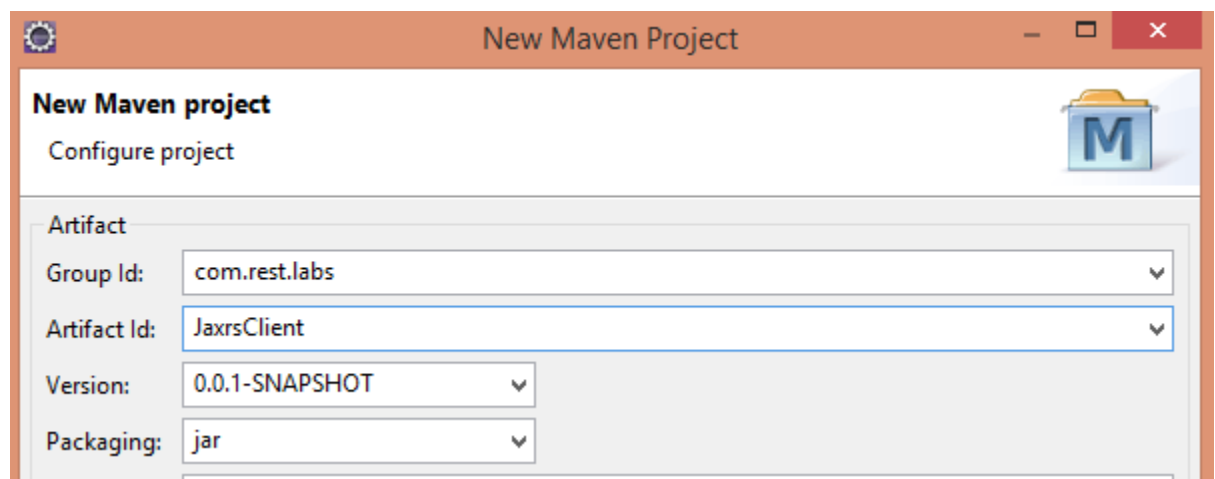 New Maven Project
New Maven project
Configure project
M
Artifact
Group Id: com.rest.labs
Artifact Id: JaxrsClient
Version: 0.0.1-SNAPSHOT
Packaging: jar